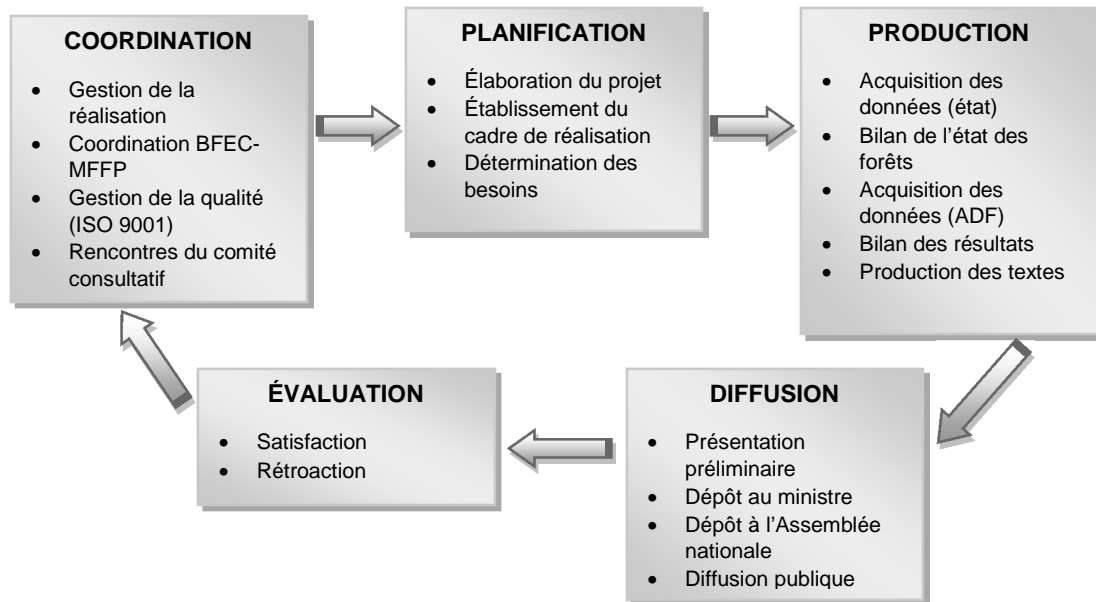 COORDINATION
• Gestion de la
réalisation
• Coordination BFEC-
MFFP
• Gestion de la qualité
(ISO 9001)
• Rencontres du comité
consultatif
PLANIFICATION
• Élaboration du projet
• Établissement du
cadre de réalisation
• Détermination des
besoins
PRODUCTION
• Acquisition des
données (état)
• Bilan de l’état des
forêts
• Acquisition des
données (ADF)
• Bilan des résultats
• Production des textes
DIFFUSION
• Présentation
préliminaire
• Dépôt au ministre
• Dépôt à l’Assemblée
nationale
• Diffusion publique
ÉVALUATION
• Satisfaction
• Rétroaction